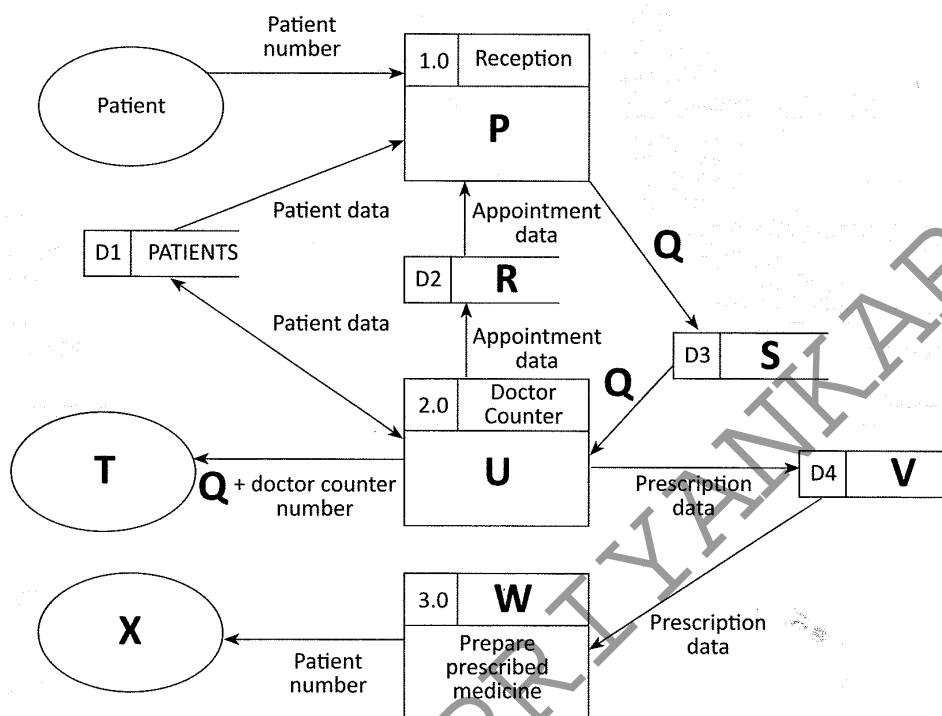 Patient
number
1.0 Reception
Patient
P
Patient data
Appointment
data
Q
D1 PATIENTS
D2 R
Patient data
Appointment
data
D3 S
Q
2.0 Doctor
Counter
T
U
Q + doctor counter
number
Prescription
data
D4 V
3.0 W
X
Patient
number
Prepare
prescribed
medicine
Prescription
data
PRIYANKAR